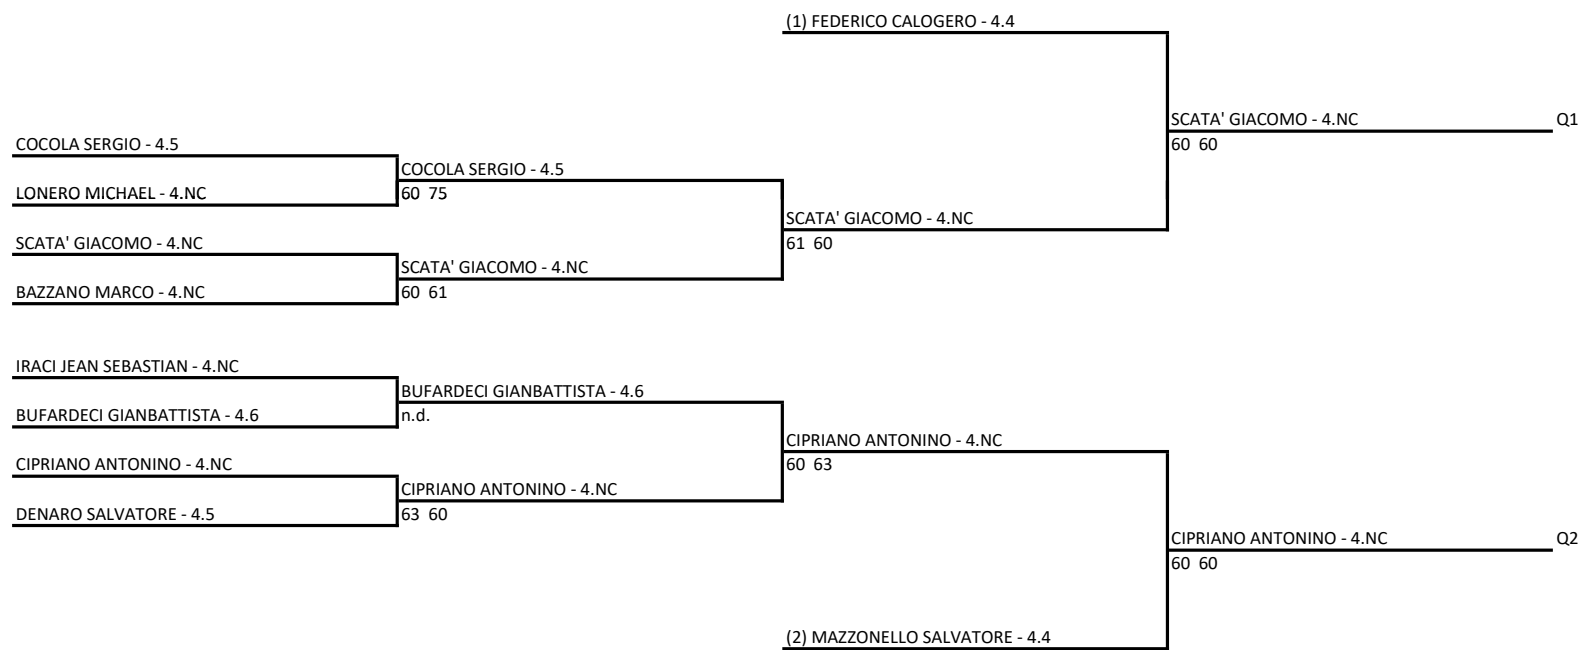 (1) FEDERICO CALOGERO - 4.4
SCATA' GIACOMO - 4.NC
Q1
60 60
COCOLA SERGIO - 4.5
COCOLA SERGIO - 4.5
LONERO MICHAEL - 4.NC
60 75
SCATA' GIACOMO - 4.NC
61 60
SCATA' GIACOMO - 4.NC
SCATA' GIACOMO - 4.NC
BAZZANO MARCO - 4.NC
60 61
IRACI JEAN SEBASTIAN - 4.NC
BUFARDECI GIANBATTISTA - 4.6
BUFARDECI GIANBATTISTA - 4.6
n.d.
CIPRIANO ANTONINO - 4.NC
60 63
CIPRIANO ANTONINO - 4.NC
CIPRIANO ANTONINO - 4.NC
DENARO SALVATORE - 4.5
63 60
CIPRIANO ANTONINO - 4.NC
Q2
60 60
(2) MAZZONELLO SALVATORE - 4.4